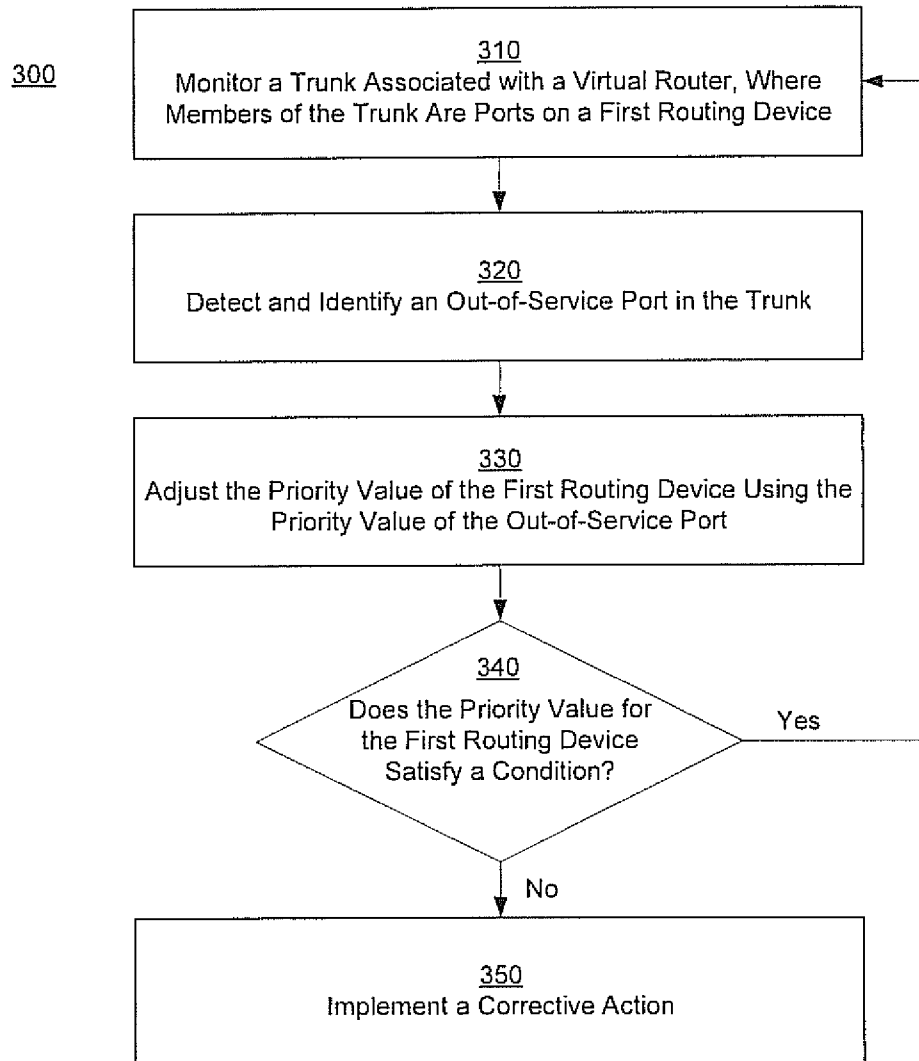 300
310
Monitor a Trunk Associated with a Virtual Router, Where
Members of the Trunk Are Ports on a First Routing Device
320
Detect and Identify an Out-of-Service Port in the Trunk
330
Adjust the Priority Value of the First Routing Device Using the
Priority Value of the Out-of-Service Port
340
Does the Priority Value for
the First Routing Device
Satisfy a Condition?
Yes
No
350
Implement a Corrective Action